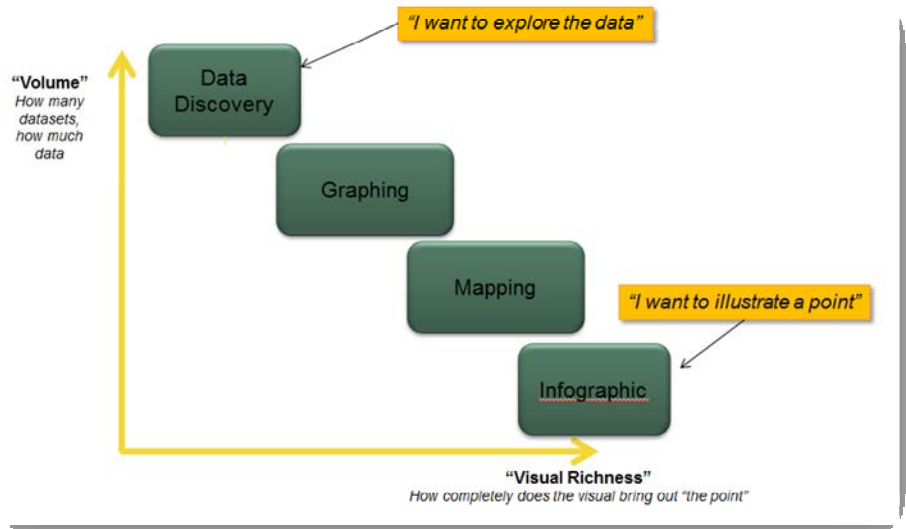 “I want to explore the data”
Data
Discovery
“Volume”
How many
datasets,
how much
data
Graphing
Mapping
“I want to illustrate a point”
Infographic
“Visual Richness”
How completely does the visual bring out “the point”